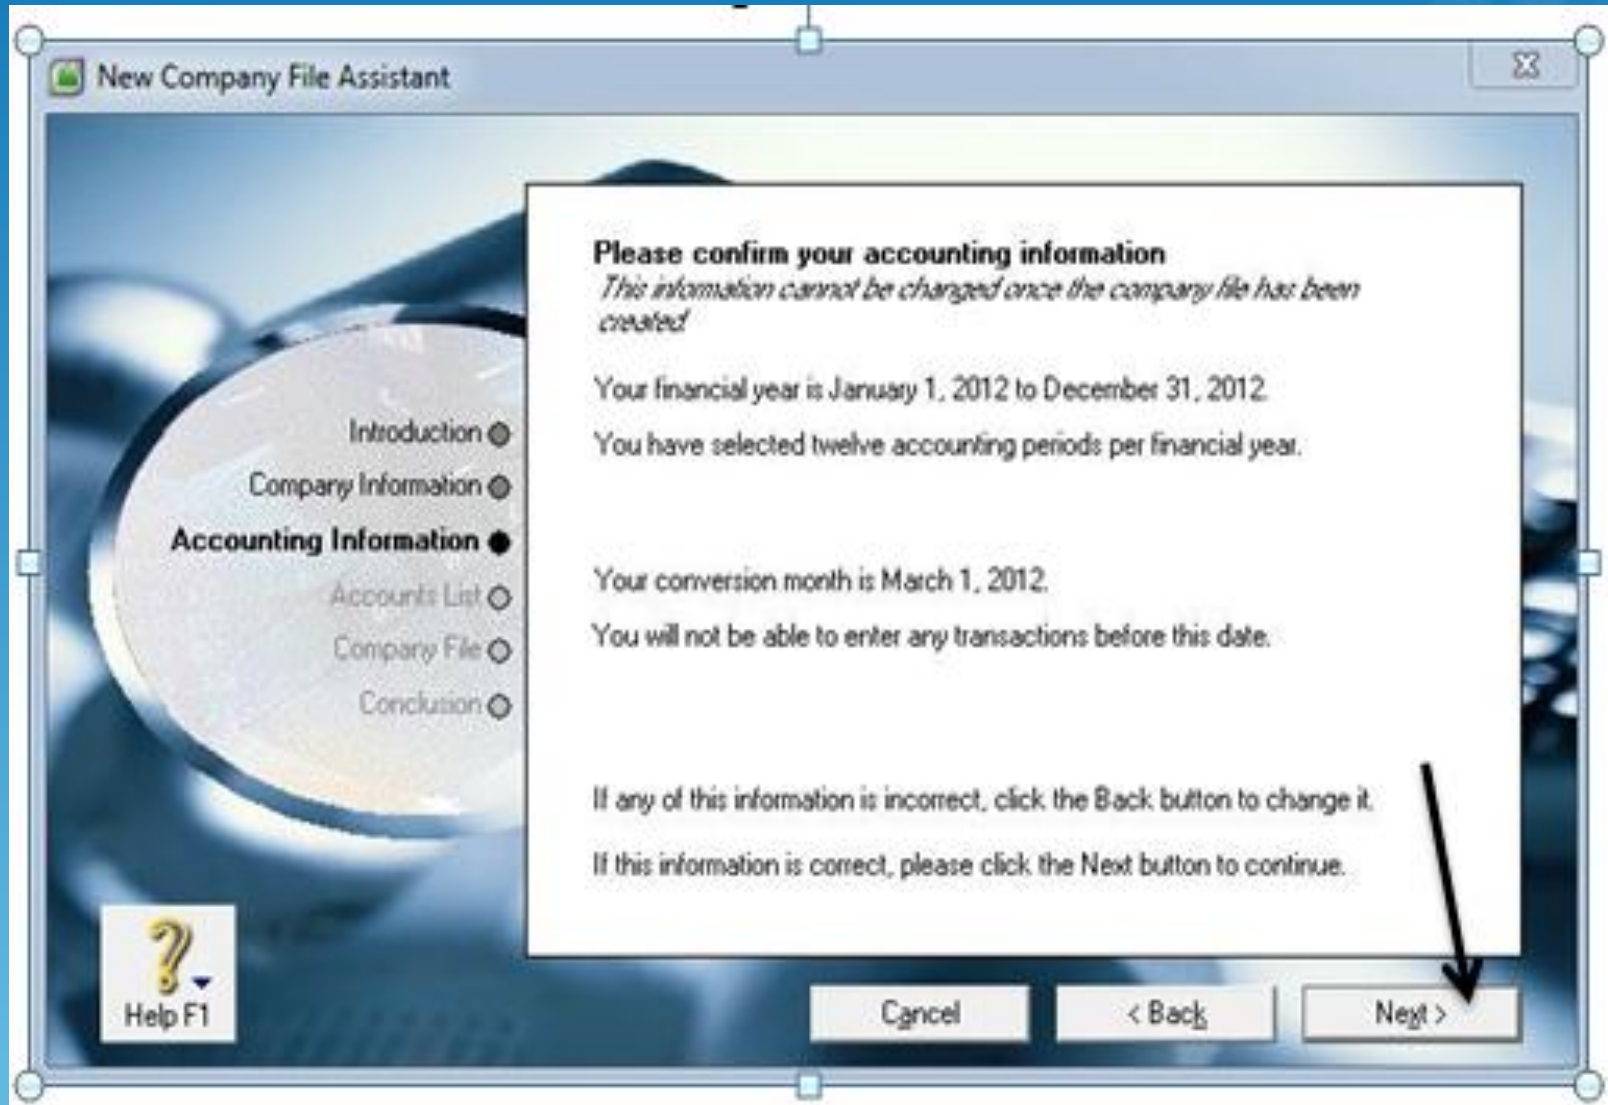 New Company File Assistant
Please confirm your accounting information
This information cannot be changed once the company file has been
created
Your financial year is January 1, 2012 to December 31, 2012.
You have selected twelve accounting periods per financial year.
Introduction
Company Information
Accounting Information
Accounts List
Company File
Conclusion
Your conversion month is March 1, 2012.
You will not be able to enter any transactions before this date.
If any of this information is incorrect, click the Back button to change it.
If this information is correct, please click the Next button to continue.
Help F1
Cancel
< Back
Next >